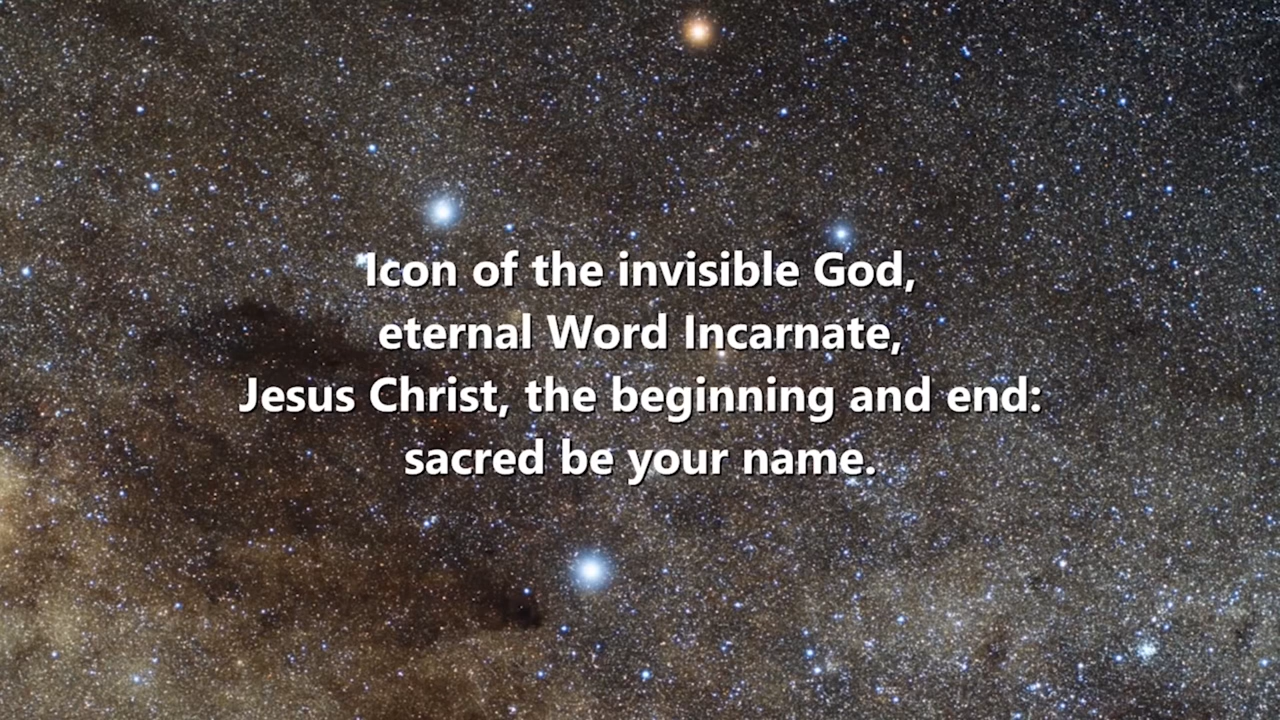 Icon of the invisible God,
eternal Word Incarnate,
Jesus Christ, the beginning and end:
sacred be your name.